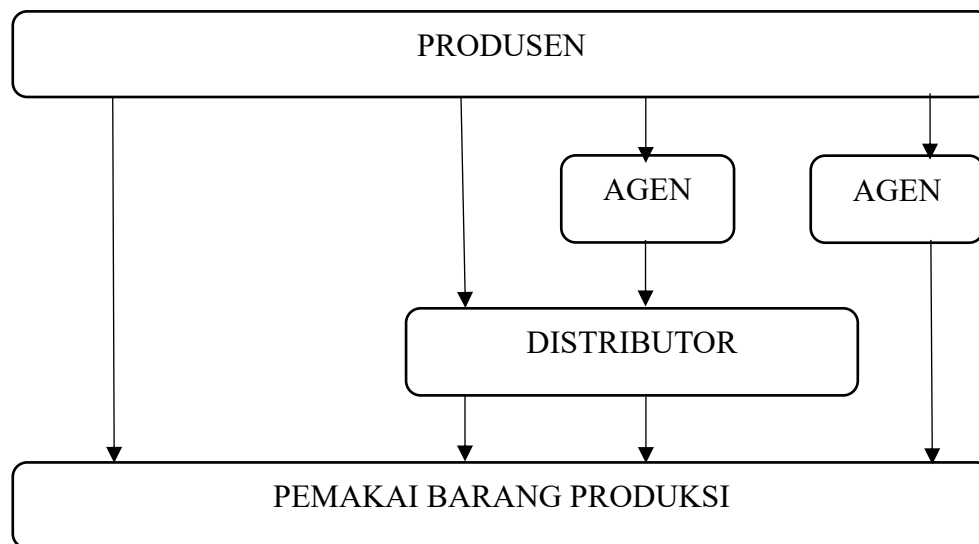 PRODUSEN
AGEN
AGEN
DISTRIBUTOR
PEMAKAI BARANG PRODUKSI